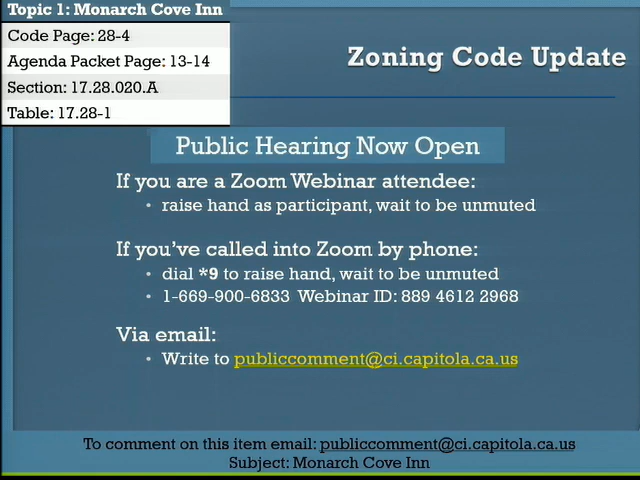 Topic 1: Monarch Cove Inn
Code Page: 28-4
Agenda Packet Page: 13-14
Section: 17.28.020.A
Table: 17.28-1
Zoning Code Update
Public Hearing Now Open
If you are a Zoom Webinar attendee:
• raise hand as participant, wait to be unmuted
If you've called into Zoom by phone:
• dial *9 to raise hand, wait to be unmuted
• 1-669-900-6833 Webinar ID: 889 4612 2968
Via email:
• Write to publiccomment@ci.capitola.ca.us
To comment on this item email: publiccomment@ci.capitola.ca.us
Subject: Monarch Cove Inn